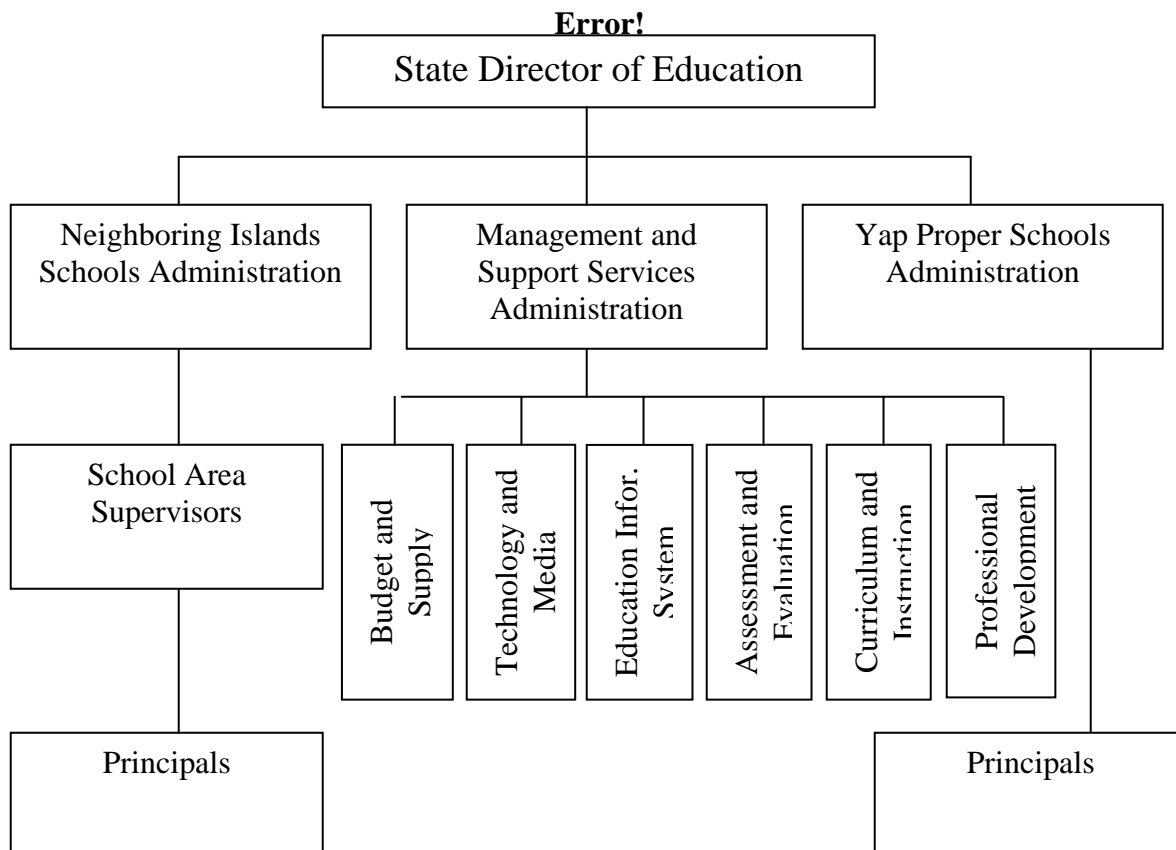 Error!
State Director of Education
Neighboring Islands
Schools Administration
Management and
Support Services
Administration
Yap Proper Schools
Administration
School Area
Supervisors
Budget and
Supply
Technology and
Media
Education Infor.
System
Assessment and
Evaluation
Curriculum and
Instruction
Professional
Development
Principals
Principals